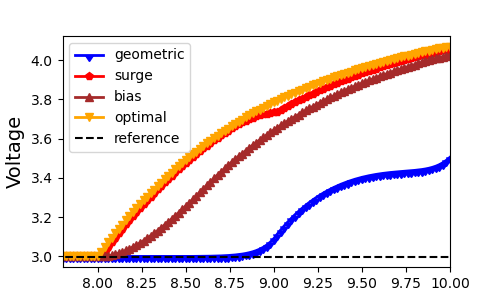 geometric
surge
bias
optimal
reference
Voltage
4.0
3.8
3.6
3.4
3.2
3.0
8.00 8.25 8.50 8.75 9.00 9.25 9.50 9.75 10.00